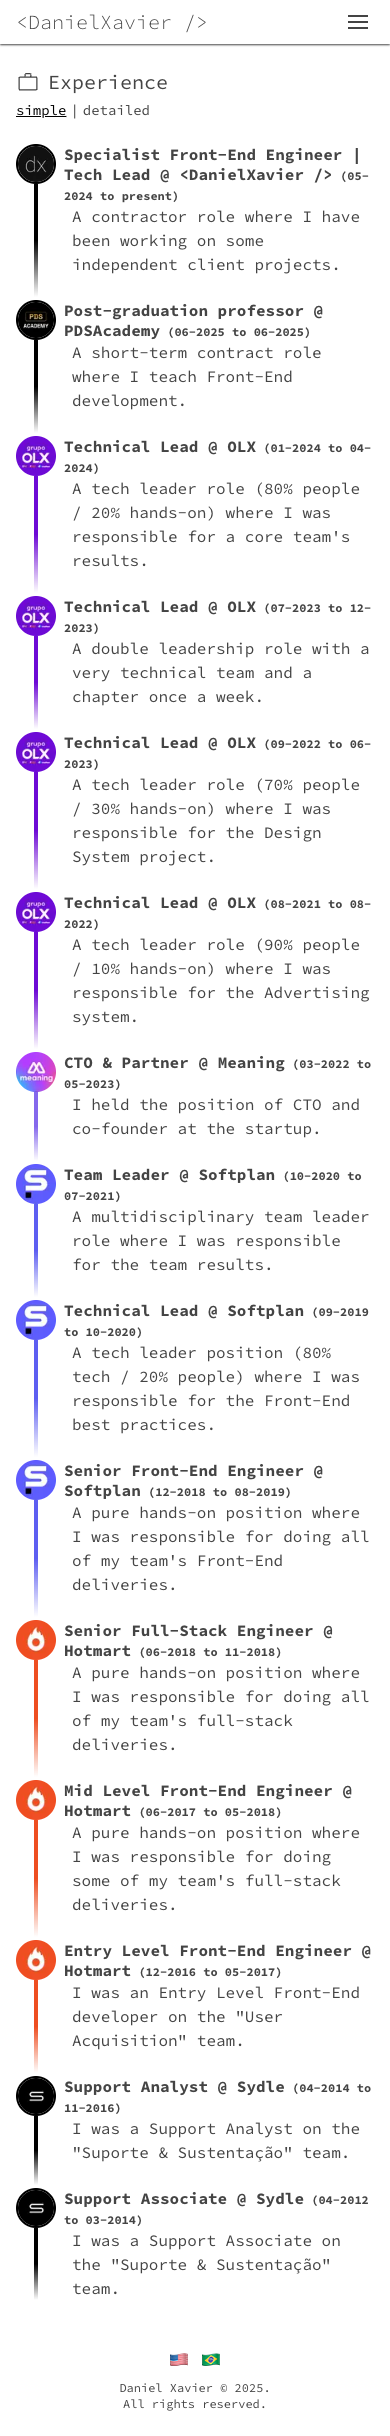 <DanielXavier />
Experience
simple | detailed
Specialist Front-End Engineer |
Tech Lead @ <DanielXavier /> (05-
2024 to present)
A contractor role where I have
been working on some
independent client projects.
Post-graduation professor @
PDSAcademy (06-2025 to 06-2025)
A short-term contract role
where I teach Front-End
development.
Technical Lead @ OLX (01-2024 to 04-
2024)
A tech leader role (80% people
/ 20% hands-on) where I was
responsible for a core team's
results.
Technical Lead @ OLX (07-2023 to 12-
2023)
A double leadership role with a
very technical team and a
chapter once a week.
Technical Lead @ OLX (09-2022 to 06-
2023)
A tech leader role (70% people
/ 30% hands-on) where I was
responsible for the Design
System project.
Technical Lead @ OLX (08-2021 to 08-
2022)
A tech leader role (90% people
/ 10% hands-on) where I was
responsible for the Advertising
system.
CTO & Partner @ Meaning (03-2022 to
05-2023)
I held the position of CTO and
co-founder at the startup.
Team Leader @ Softplan (10-2020 to
07-2021)
A multidisciplinary team leader
role where I was responsible
for the team results.
Technical Lead @ Softplan (09-2019
to 10-2020)
A tech leader position (80%
tech / 20% people) where I was
responsible for the Front-End
best practices.
Senior Front-End Engineer @
Softplan (12-2018 to 08-2019)
A pure hands-on position where
I was responsible for doing all
of my team's Front-End
deliveries.
Senior Full-Stack Engineer @
Hotmart (06-2018 to 11-2018)
A pure hands-on position where
I was responsible for doing all
of my team's full-stack
deliveries.
Mid Level Front-End Engineer @
Hotmart (06-2017 to 05-2018)
A pure hands-on position where
I was responsible for doing
some of my team's full-stack
deliveries.
Entry Level Front-End Engineer @
Hotmart (12-2016 to 05-2017)
I was an Entry Level Front-End
developer on the "User
Acquisition" team.
Support Analyst @ Sydle (04-2014 to
11-2016)
I was a Support Analyst on the
"Suporte & Sustentação" team.
Support Associate @ Sydle (04-2012
to 03-2014)
I was a Support Associate on
the "Suporte & Sustentação"
team.
Daniel Xavier © 2025.
All rights reserved.